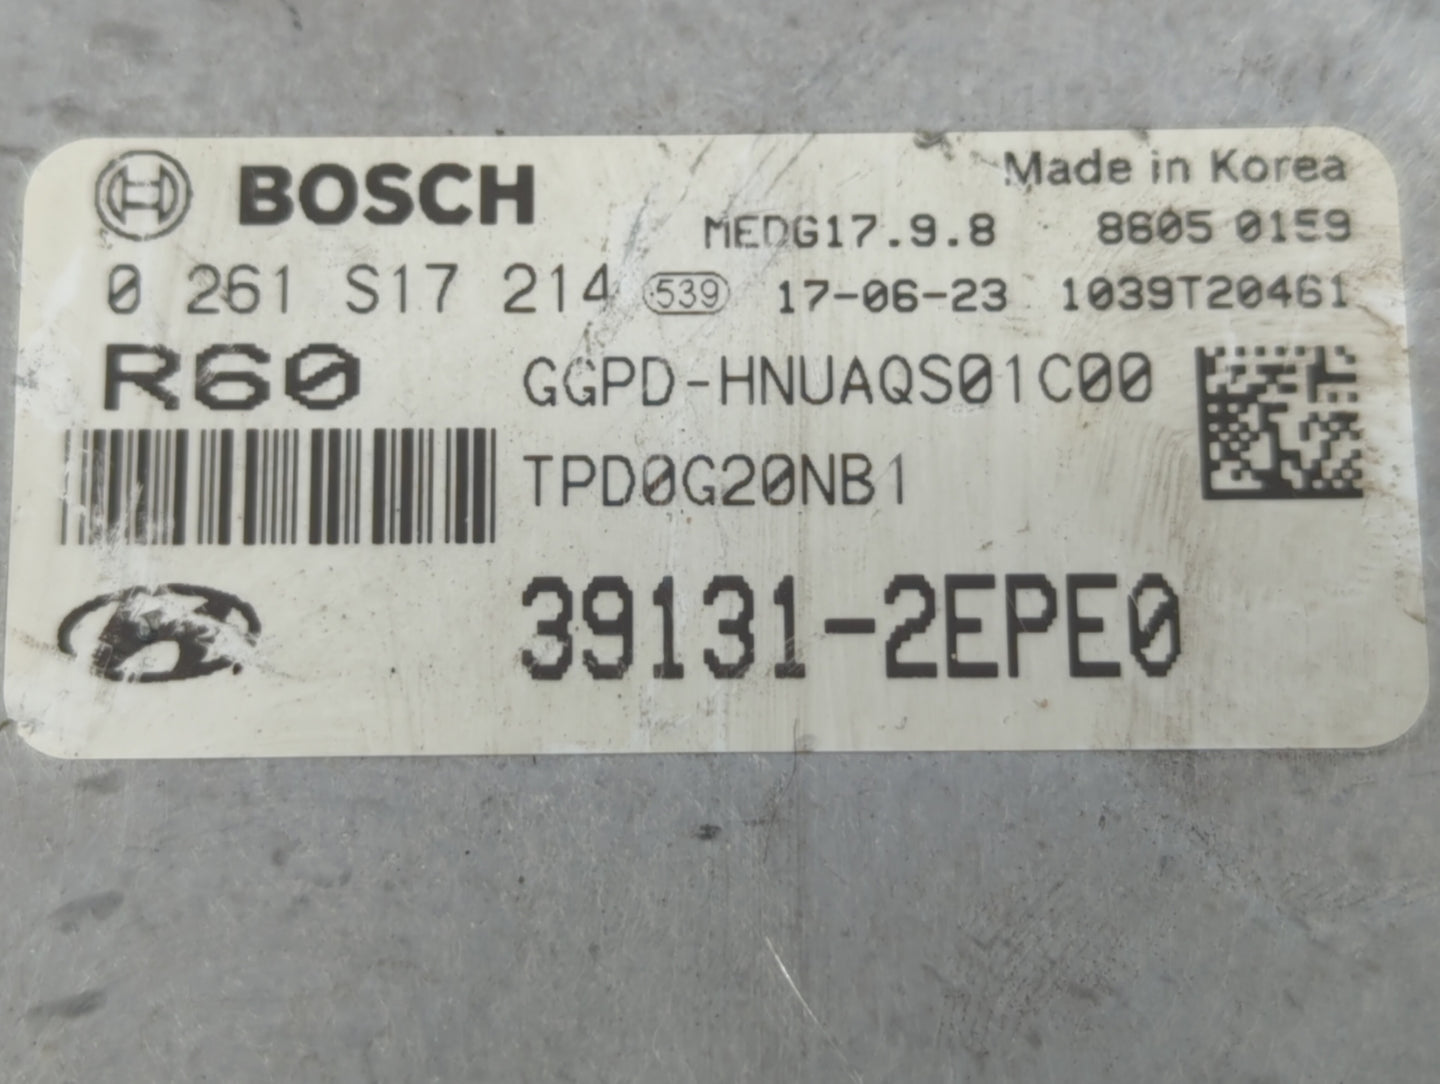 BOSCH
Made in Korea
MEDG17.9.8 8605 0159
0 261 S17 214 539 17-06-23 1039T20461
R60 GGPD-HNUAQS01C00
TPD0G20NB1
39131-2EPE0